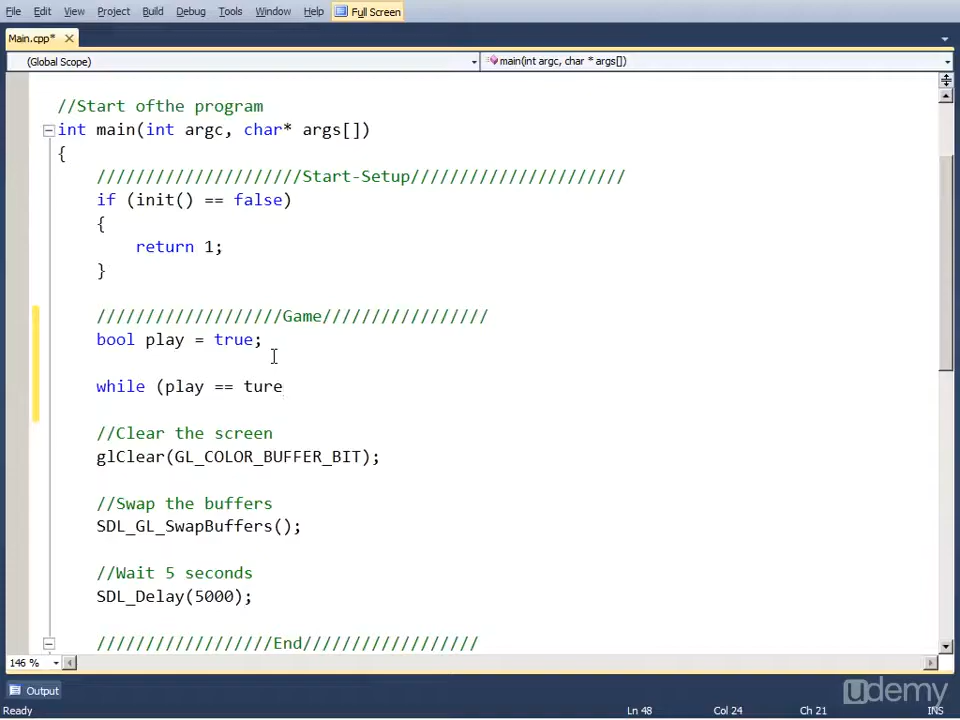 File Edit View Project Build Debug Tools Window Help Full Screen
Main.cpp*
(Global Scope) main(int argc, char * args[])
//Start ofthe program
int main(int argc, char* args[])
{
/////////////////////Start-Setup//////////////////////
if (init() == false)
{
return 1;
}
///////////////////Game/////////////////
bool play = true;
while (play == ture
//Clear the screen
glClear(GL_COLOR_BUFFER_BIT);
//Swap the buffers
SDL_GL_SwapBuffers();
//Wait 5 seconds
SDL_Delay(5000);
//////////////////End//////////////////
146 %
Output
udemy
Ready Ln 48 Col 24 Ch 21 INS